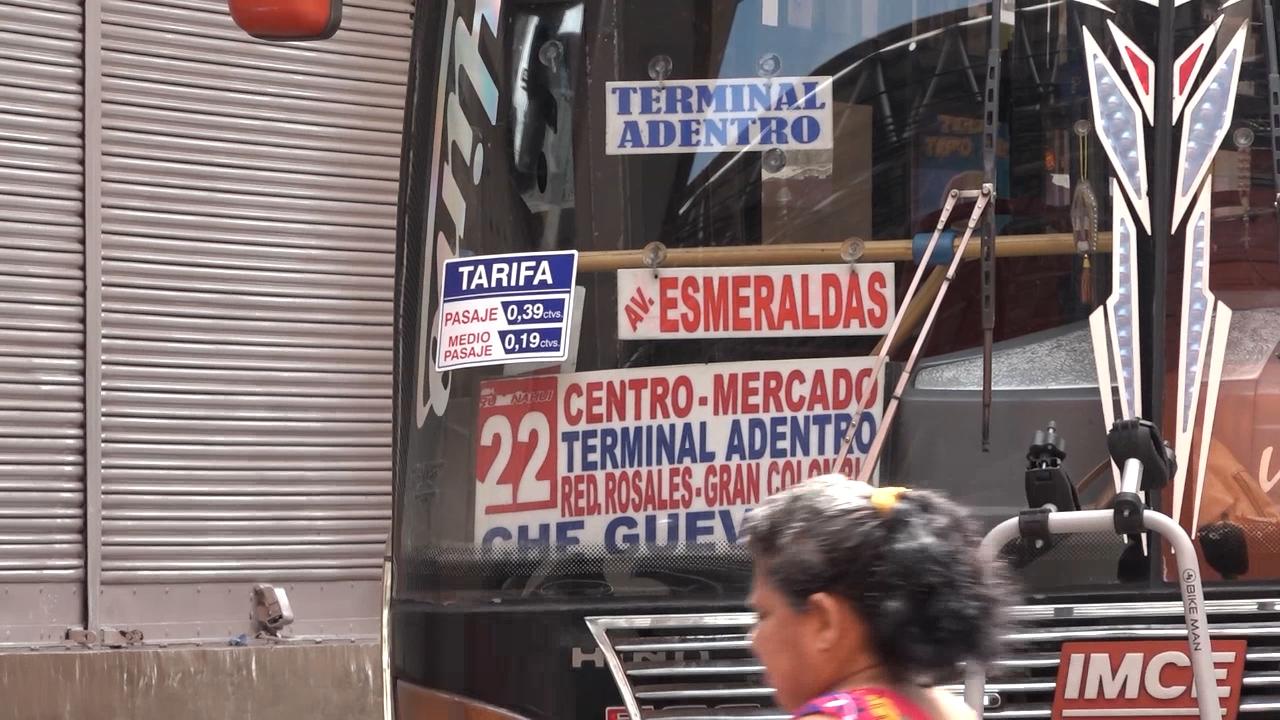 TERMINAL
ADENTRO
TARIFA
PASAJE 0,39 ctvs.
MEDIO PASAJE 0,19 ctvs.
AV. ESMERALDAS
22
CENTRO - MERCADO
TERMINAL ADENTRO
RED. ROSALES - GRAN
CHE
BIKE MAN
IMCE